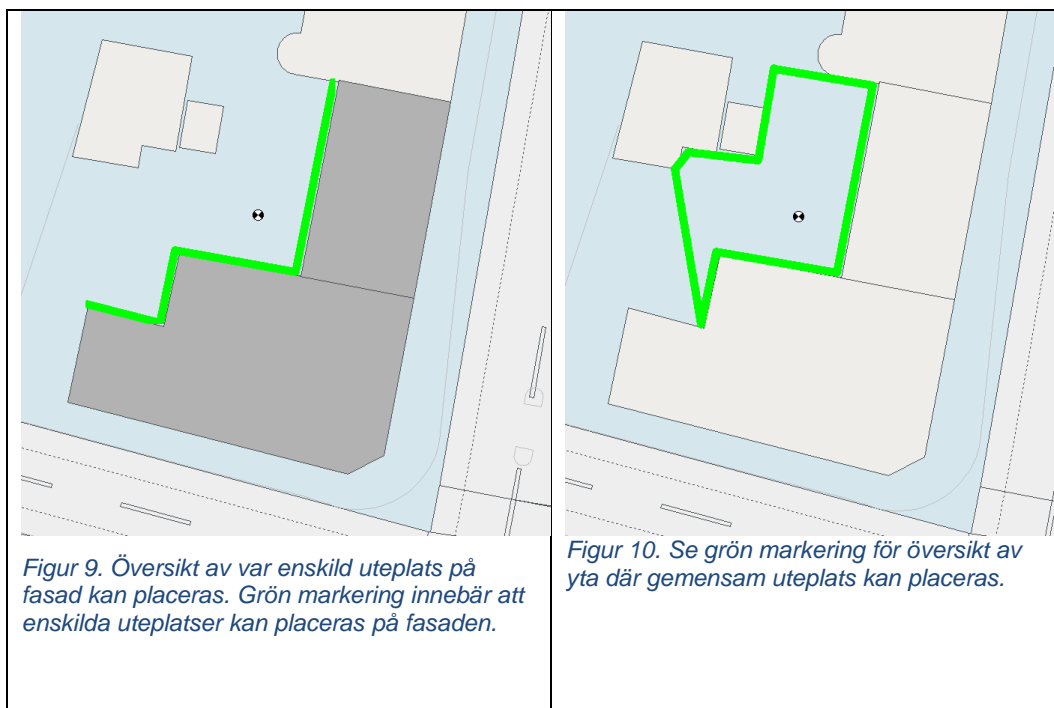 Figur 9. Översikt av var enskild uteplats på
fasad kan placeras. Grön markering innebär att
enskilda uteplatser kan placeras på fasaden.
Figur 10. Se grön markering för översikt av
yta där gemensam uteplats kan placeras.